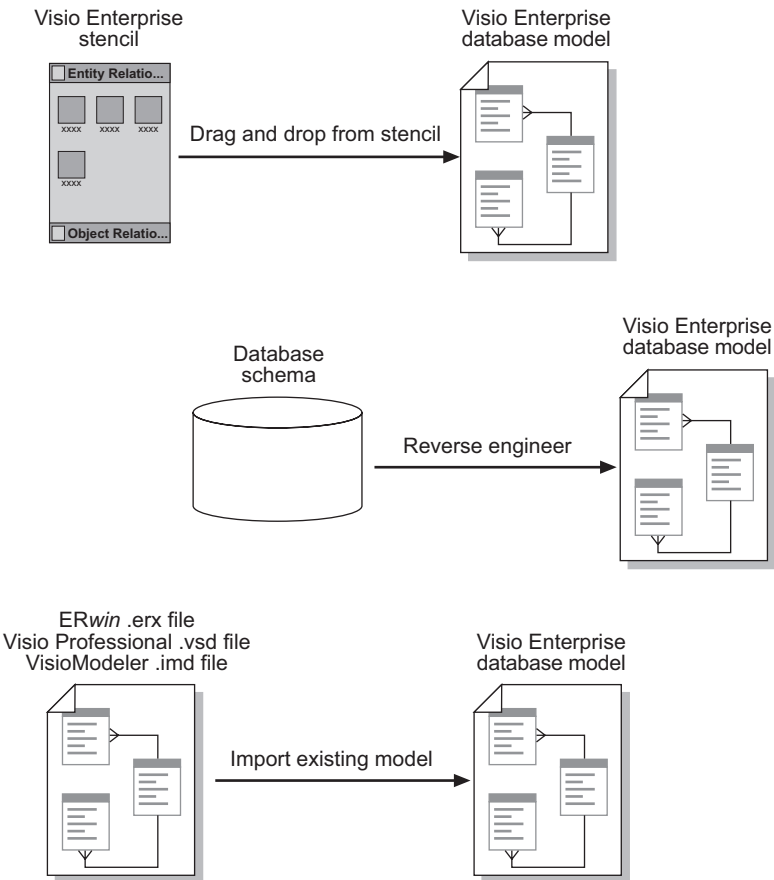 Visio Enterprise
stencil
Entity Relatio...
xxxx xxxx xxxx
xxxx
Object Relatio...
Drag and drop from stencil
Visio Enterprise
database model
Database
schema
Reverse engineer
Visio Enterprise
database model
ERwin .erx file
Visio Professional .vsd file
VisioModeler .imd file
Import existing model
Visio Enterprise
database model